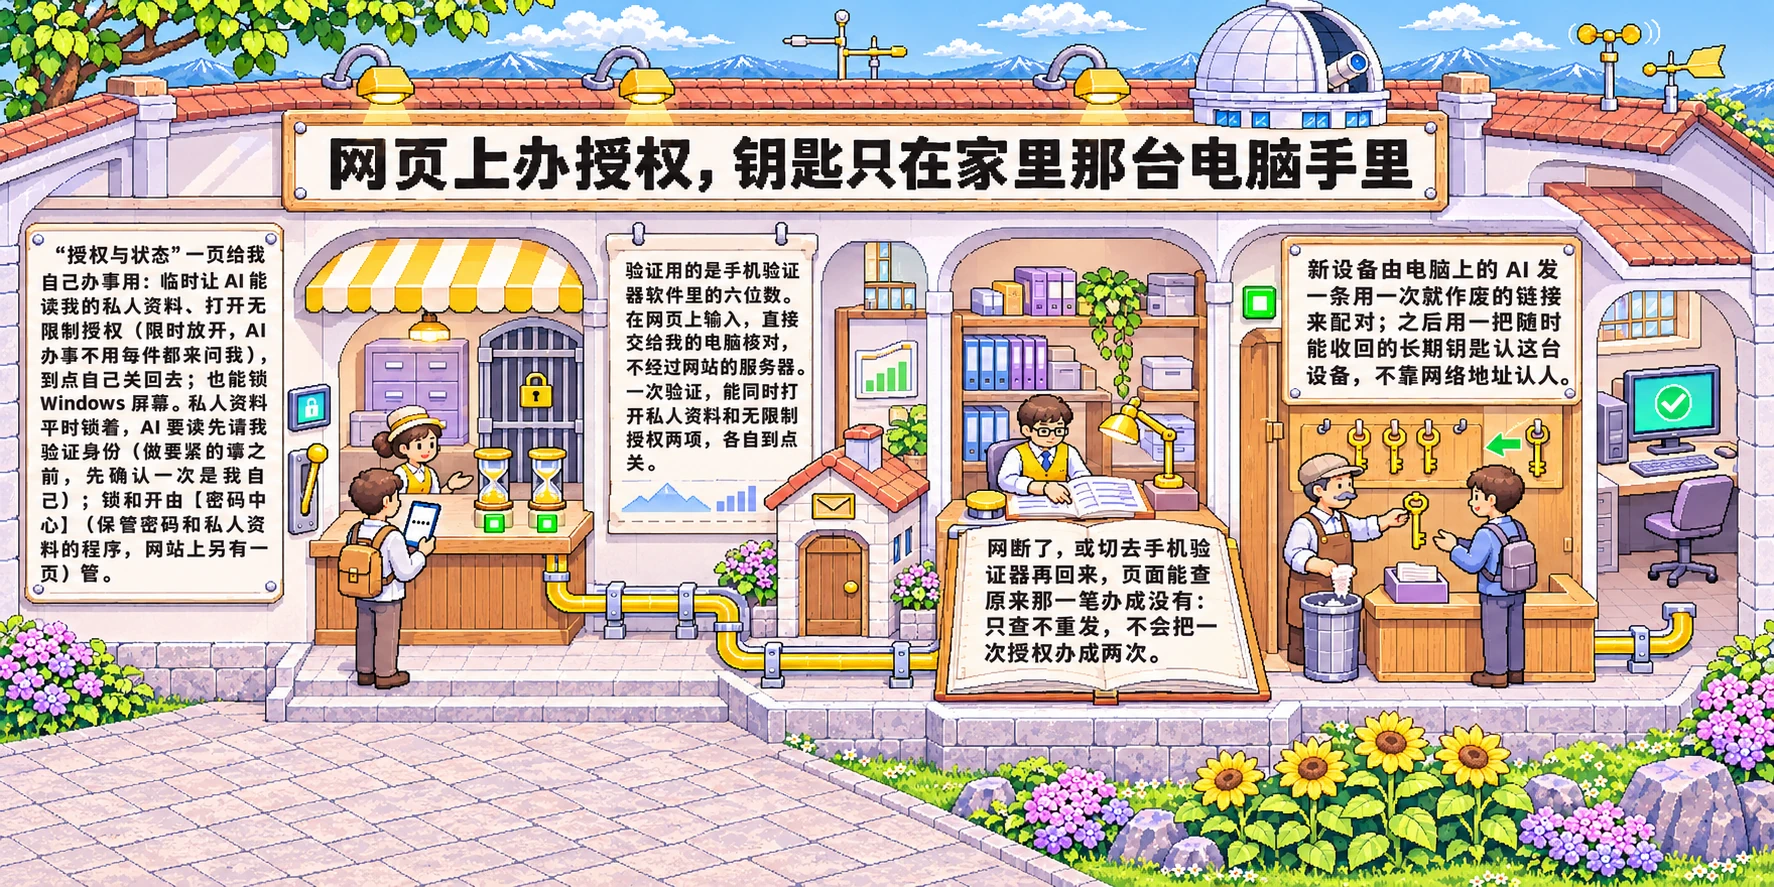 网页上办授权，钥匙只在家里那台电脑手里
“授权与状态”一页给我
自己办事用：临时让 AI 能
读我的私人资料、打开无
限制授权（限时放开，AI
办事不用每件都来问我），
到点自己关回去；也能锁
Windows 屏幕。私人资料
平时锁着，AI 要读先请我
验证身份（做要紧的
之
前，先确认一次是我自
己）；锁和开由【密码中
心】（保管密码和私人资
料的程序，网站上另有一
页）管。
验证用的是手机验证
器软件里的六位数。
在网页上输入，直接
交给我的电脑核对，
不经过网站的服务器。
一次验证，能同时打
开私人资料和无限制
授权两项，各自到点
关。
网断了，或切去手机验
证器再回来，页面能查
原来那一笔办成没有：
只查不重发，不会把一
次授权办成两次。
新设备由电脑上的 AI 发
一条用一次就作废的链接
来配对；之后用一把随时
能收回的长期钥匙认这台
设备，不靠网络地址认人。